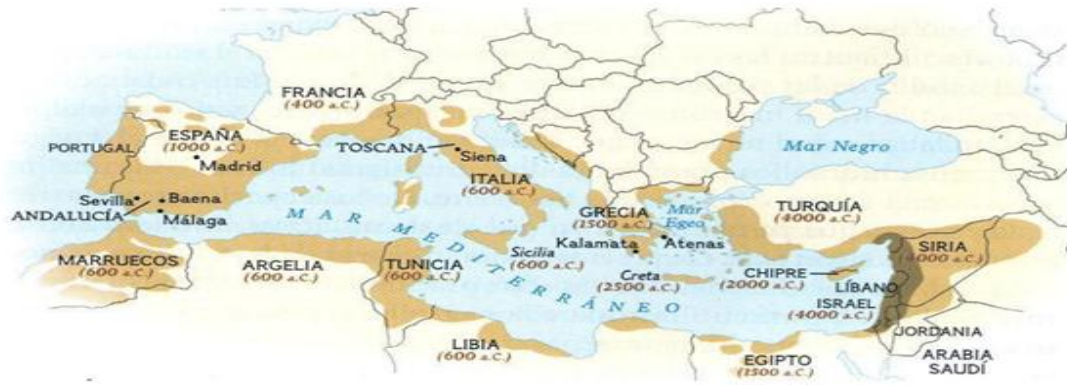 FRANCIA
(400 a.C.)
ESPAÑA
(1000 a.C.)
PORTUGAL
Madrid
TOSCANA
Siena
ITALIA
(600 a.C.)
Mar Negro
Sevilla
Baena
ANDALUCÍA
Málaga
MAR MEDITERRÁNEO
GRECIA
(1500 a.C.)
Mar
Egeo
TURQUÍA
(4000 a.C.)
Kalamata
Atenas
Sicilia
(600 a.C.)
MARRUECOS
(600 a.C.)
ARGELIA
(600 a.C.)
TUNICIA
(600 a.C.)
Creta
(2500 a.C.)
CHIPRE
(2000 a.C.)
SIRIA
(4000 a.C.)
LÍBANO
ISRAEL
(4000 a.C.)
JORDANIA
LIBIA
(600 a.C.)
EGIPTO
(1500 a.C.)
ARABIA
SAUDÍ